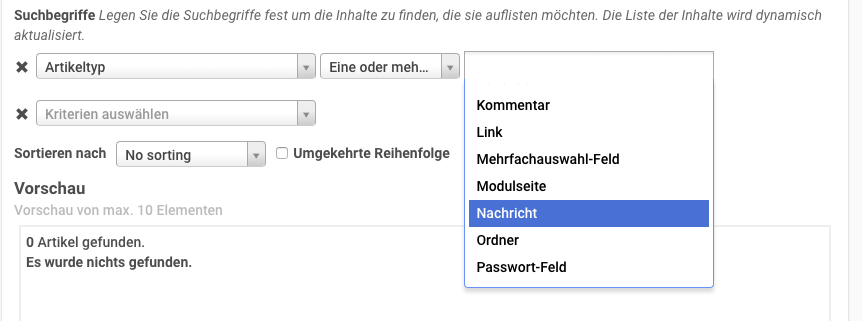 Suchbegriffe Legen Sie die Suchbegriffe fest um die Inhalte zu finden, die sie auflisten möchten. Die Liste der Inhalte wird dynamisch
aktualisiert.
Artikeltyp Eine oder meh...
Kommentar
Kriterien auswählen
Link
Sortieren nach No sorting Umgekehrte Reihenfolge
Mehrfachauswahl-Feld
Modulseite
Vorschau
Vorschau von max. 10 Elementen
Nachricht
0 Artikel gefunden.
Ordner
Es wurde nichts gefunden.
Passwort-Feld